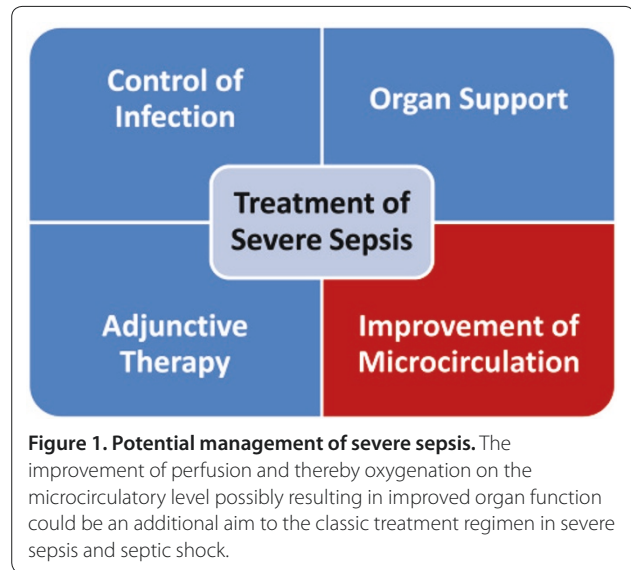 Control of
Infection
Organ Support
Treatment of
Severe Sepsis
Adjunctive
Therapy
Improvement of
Microcirculation
Figure 1. Potential management of severe sepsis. The
improvement of perfusion and thereby oxygenation on the
microcirculatory level possibly resulting in improved organ function
could be an additional aim to the classic treatment regimen in severe
sepsis and septic shock.